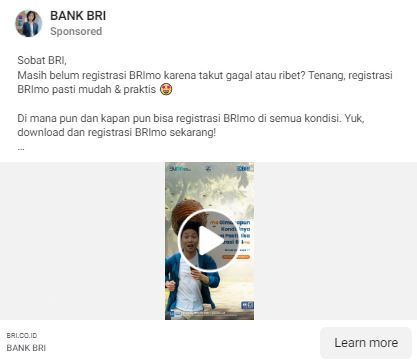 BANK BRI
Sponsored
Sobat BRI,
Masih belum registrasi BRImo karena takut gagal atau ribet? Tenang, registrasi
BRImo pasti mudah & praktis 🤩
Di mana pun dan kapan pun bisa registrasi BRImo di semua kondisi. Yuk,
download dan registrasi BRImo sekarang!
...
BRI
BRI.CO.ID
BANK BRI
Learn more